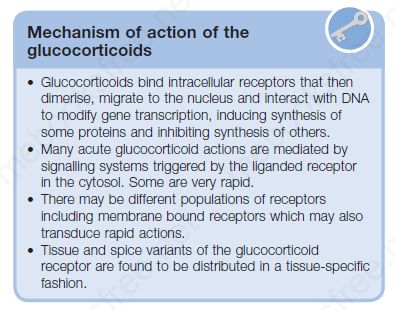 Mechanism of action of the
glucocorticoids
• Glucocorticoids bind intracellular receptors that then
dimerise, migrate to the nucleus and interact with DNA
to modify gene transcription, inducing synthesis of
some proteins and inhibiting synthesis of others.
• Many acute glucocorticoid actions are mediated by
signalling systems triggered by the liganded receptor
in the cytosol. Some are very rapid.
• There may be different populations of receptors
including membrane bound receptors which may also
transduce rapid actions.
• Tissue and spice variants of the glucocorticoid
receptor are found to be distributed in a tissue-specific
fashion.